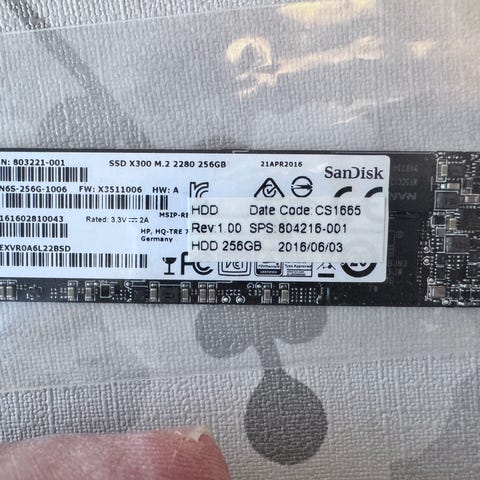 N: 803221-001
SSD X300 M.2 2280 256GB
21APR2016
SanDisk
N6S-256G-1006
FW: X3511006
HW: A
161602810043
Rated: 3.3V ⎓ 2A
HP, HQ-TRE
Germany
EXVR0A6L22BSD
HDD Date Code: CS1665
Rev:1.00 SPS:804216-001
HDD 256GB 2016/06/03